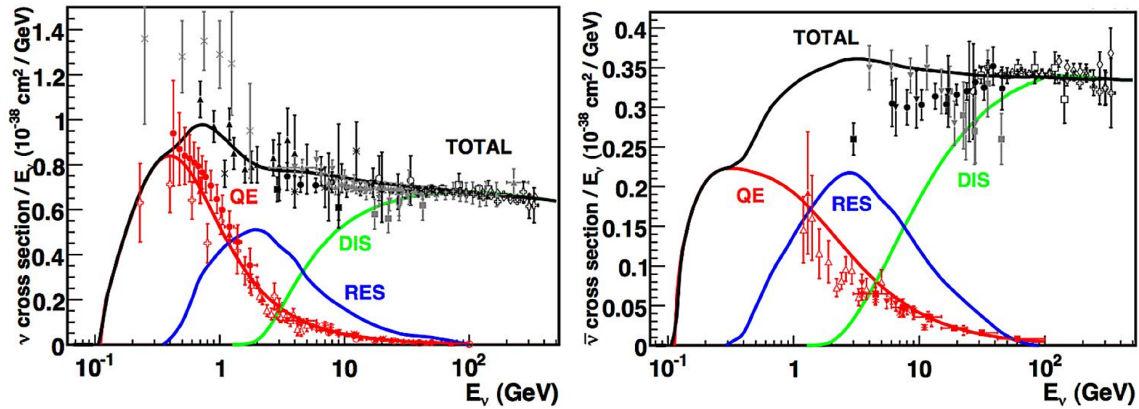 ν cross section / Eν (10⁻³⁸ cm² / GeV)
1.4
1.2
1
0.8
0.6
0.4
0.2
0
TOTAL
QE
DIS
RES
10⁻¹
1
10
10²
Eν (GeV)
ν̅ cross section / Eν (10⁻³⁸ cm² / GeV)
0.4
0.35
0.3
0.25
0.2
0.15
0.1
0.05
0
TOTAL
QE
RES
DIS
10⁻¹
1
10
10²
Eν (GeV)